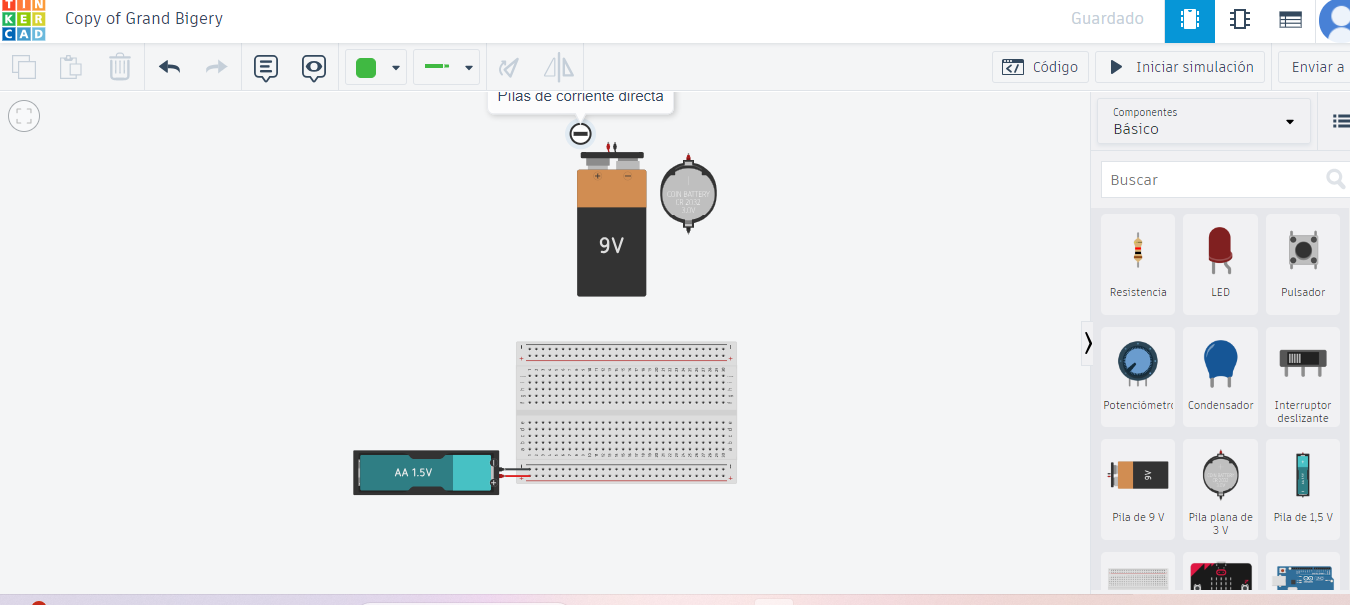 TIN
KER
CAD
Copy of Grand Bigery
Guardado
Código
Iniciar simulación
Enviar a
Pilas de corriente directa
Componentes
Básico
Buscar
+ −
COIN BATTERY
CR 2032
3.0V
9V
AA 1.5V
Resistencia
LED
Pulsador
Potenciómetro
Condensador
Interruptor
deslizante
9V
Pila de 9 V
Pila plana de
3 V
Pila de 1,5 V